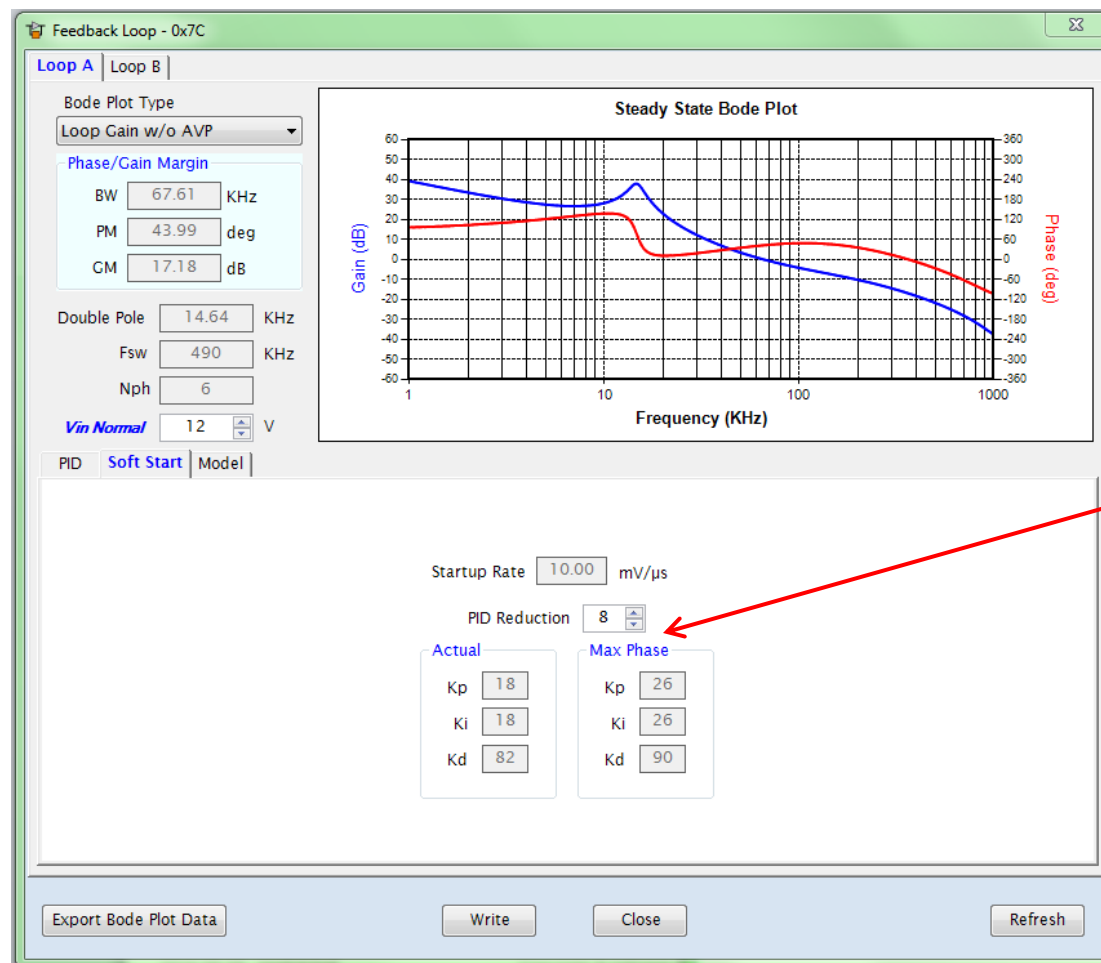 Feedback Loop - 0x7C
Loop A Loop B
Bode Plot Type
Loop Gain w/o AVP
Phase/Gain Margin
BW 67.61 KHz
PM 43.99 deg
GM 17.18 dB
Double Pole 14.64 KHz
Fsw 490 KHz
Nph 6
Vin Normal 12 V
Steady State Bode Plot
60 360
50 300
40 240
30 180
20 120
10 60
0 0
-10 -60
-20 -120
-30 -180
-40 -240
-50 -300
-60 -360
Gain (dB)
Phase (deg)
1 10 100 1000
Frequency (KHz)
PID Soft Start Model
Startup Rate 10.00 mV/µs
PID Reduction 8
Actual Max Phase
Kp 18 Kp 26
Ki 18 Ki 26
Kd 82 Kd 90
Export Bode Plot Data Write Close Refresh